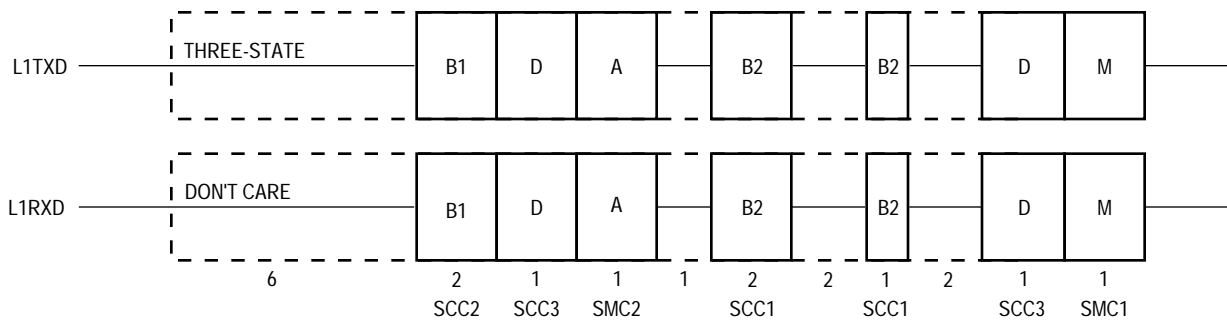 THREE-STATE
L1TXD B1 D A B2 B2 D M
DON'T CARE
L1RXD B1 D A B2 B2 D M
6 2 1 1 1 2 2 1 2 1 1
SCC2 SCC3 SMC2 SCC1 SCC1 SCC3 SMC1